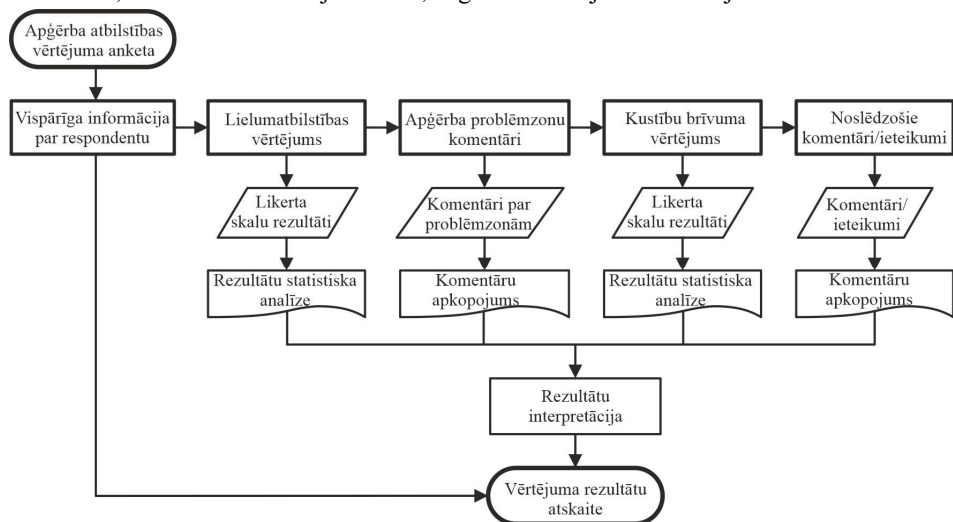 Apģērba atbilstības
vērtējuma anketa
Vispārīga informācija
par respondentu
Lielumatbilstības
vērtējums
Apģērba problēmzonu
komentāri
Kustību brīvuma
vērtējums
Noslēdzošie
komentāri/ieteikumi
Likerta
skalu rezultāti
Komentāri par
problēmzonām
Likerta
skalu rezultāti
Komentāri/
ieteikumi
Rezultātu statistiska
analīze
Komentāru
apkopojums
Rezultātu statistiska
analīze
Komentāru
apkopojums
Rezultātu
interpretācija
Vērtējuma rezultātu
atskaite